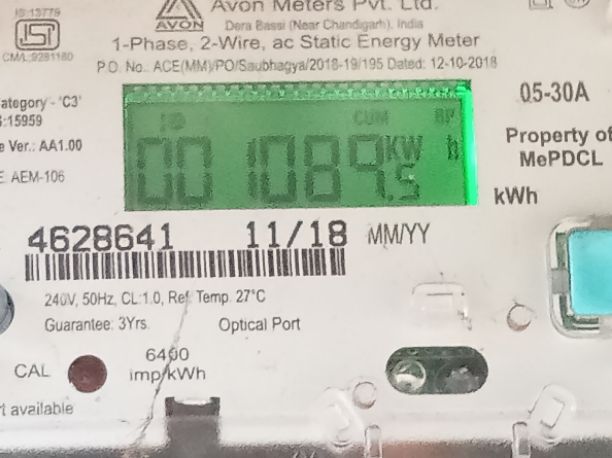 IS:13779
Avon Meters Pvt. Ltd.
AVON
Dera Bassi (Near Chandigarh), India
CM/L:9281180
1-Phase, 2-Wire, ac Static Energy Meter
P.O. No.: ACE(MM)/PO/Saubhagya/2018-19/195 Dated: 12-10-2018
ategory - 'C3'
S:15959
e Ver.: AA1.00
E: AEM-106
CUM
001089.5 KW h
05-30A
Property of
MePDCL
kWh
4628641 11/18 MM/YY
240V, 50Hz, CL:1.0, Ref. Temp. 27°C
Guarantee: 3Yrs. Optical Port
CAL
6400
imp/kWh
t available